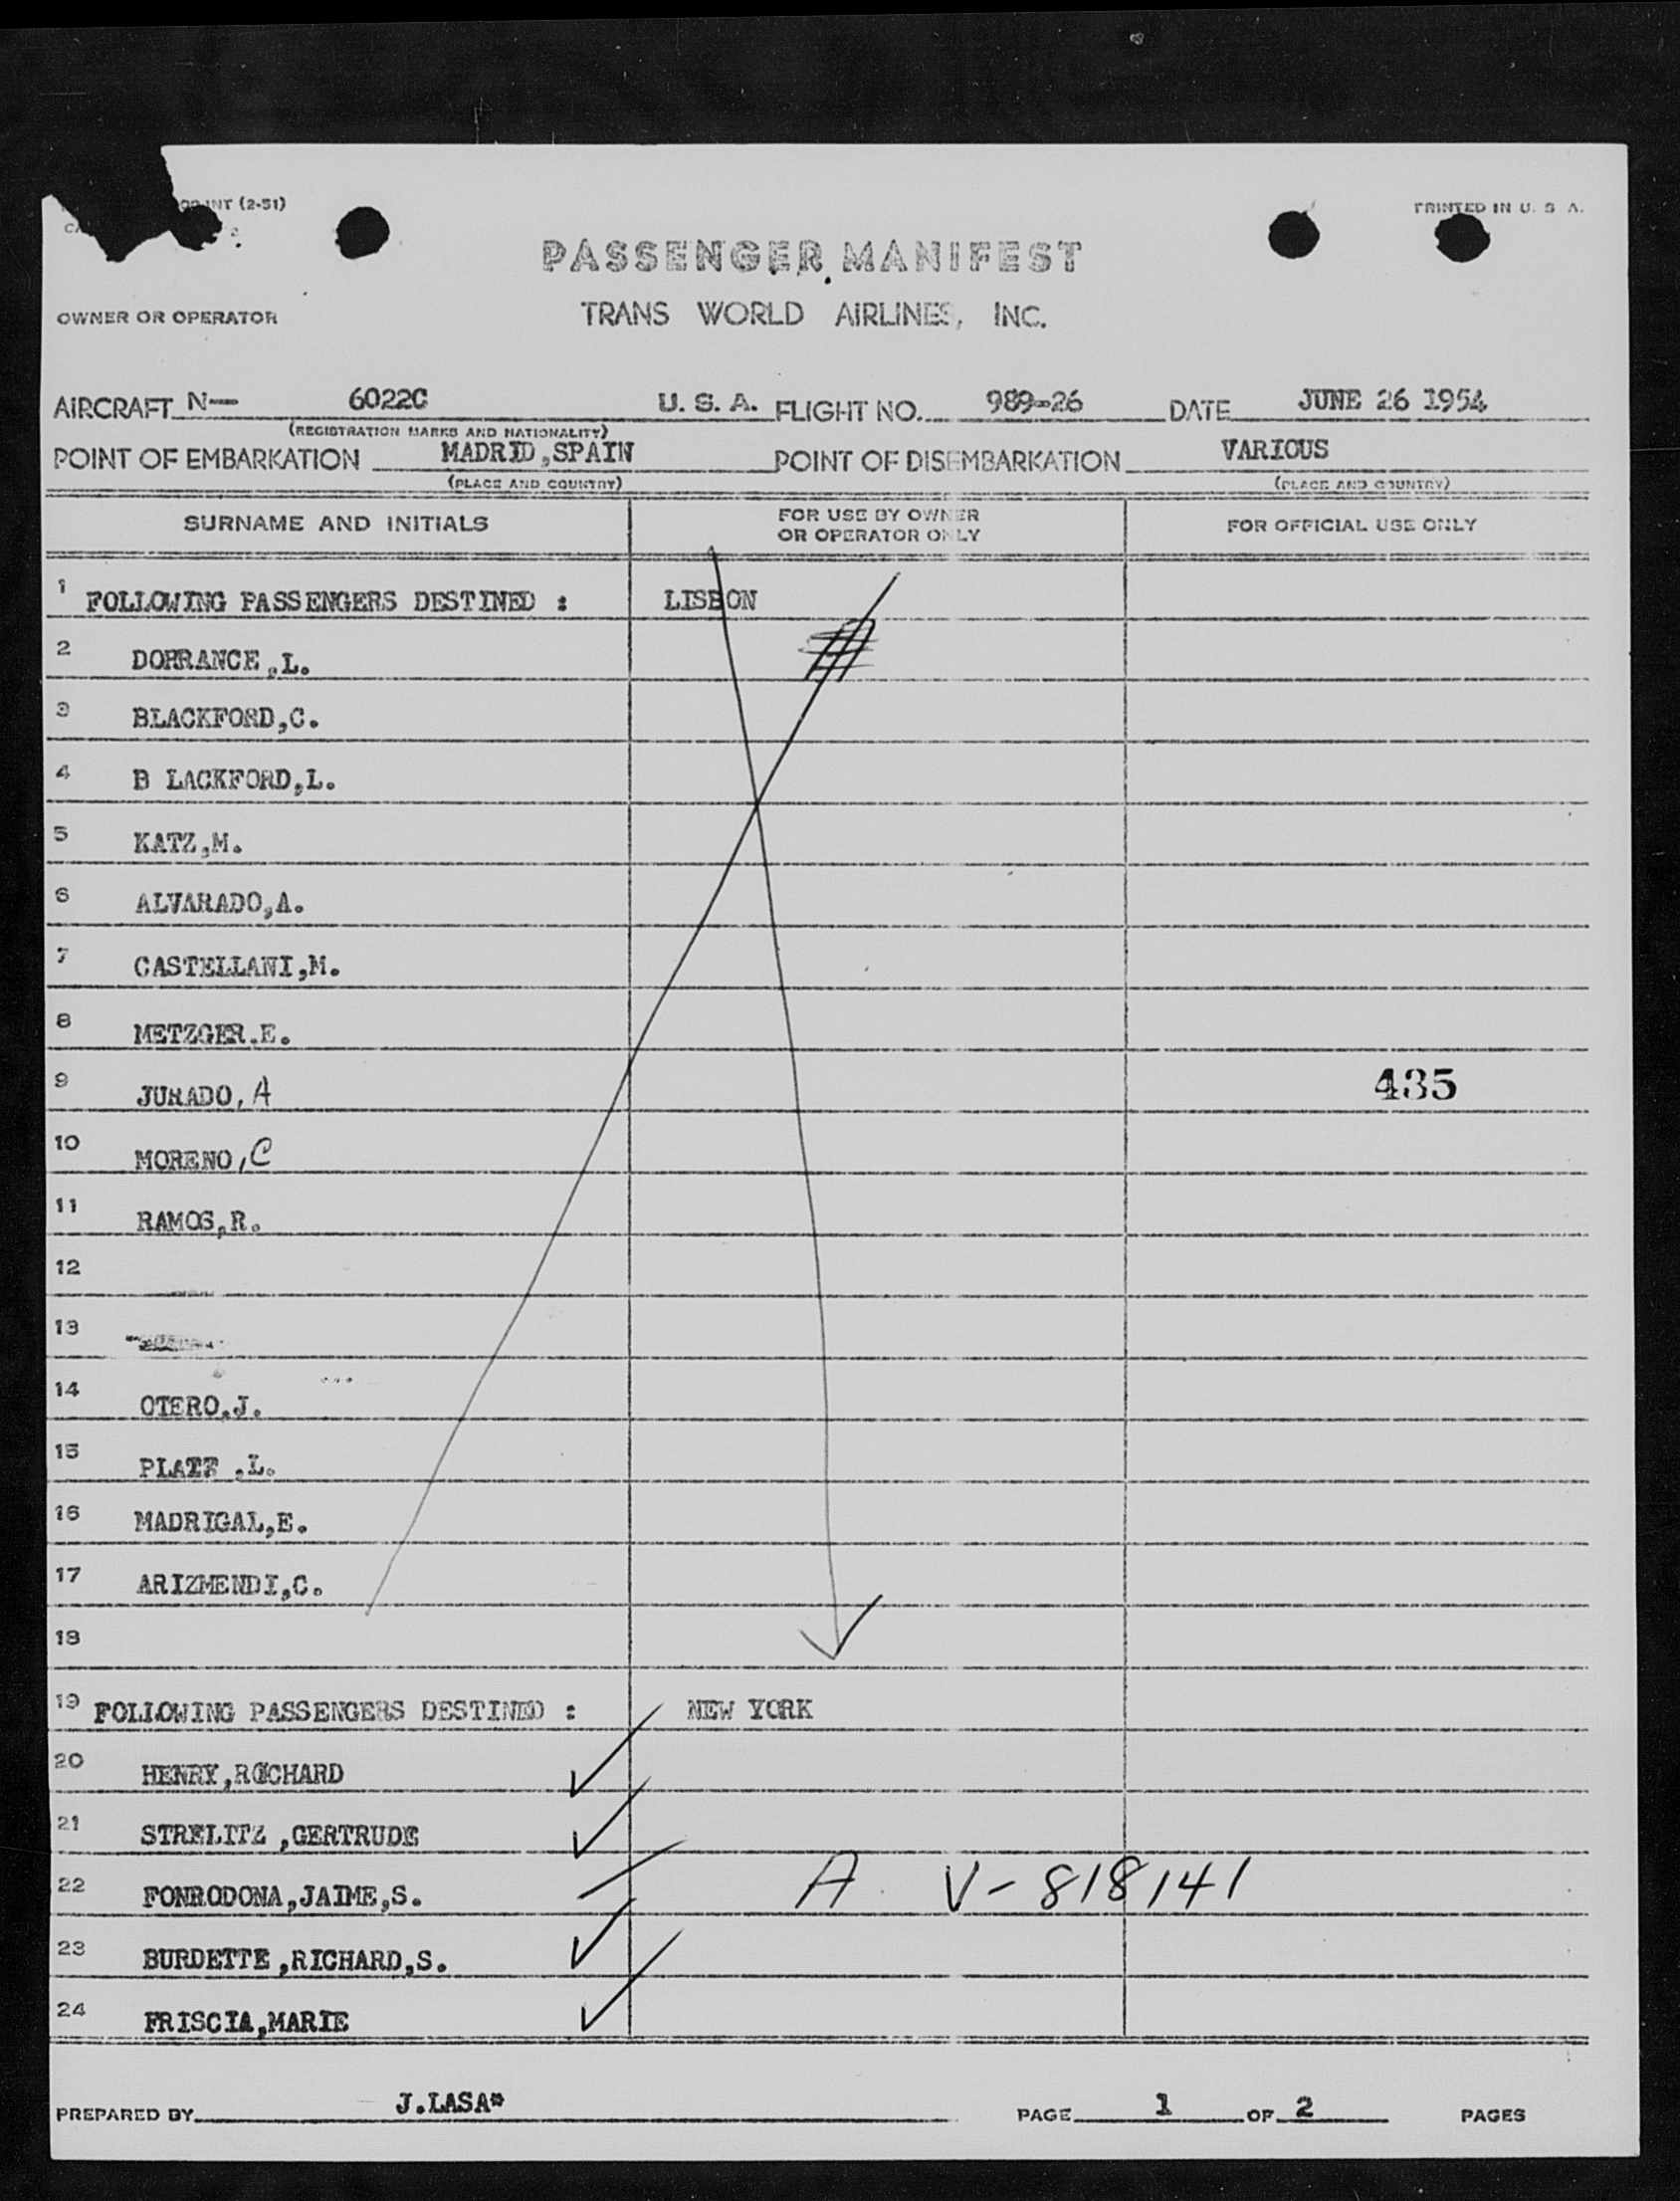 (2-51)
PRINTED IN U. S. A.
PASSENGER MANIFEST
OWNER OR OPERATOR TRANS WORLD AIRLINES, INC.
AIRCRAFT N— 6022C U. S. A. FLIGHT NO. 989-26 DATE JUNE 26 1954
(REGISTRATION MARKS AND NATIONALITY)
POINT OF EMBARKATION MADRID,SPAIN POINT OF DISEMBARKATION VARIOUS
(PLACE AND COUNTRY) (PLACE AND COUNTRY)
SURNAME AND INITIALS FOR USE BY OWNER OR OPERATOR ONLY FOR OFFICIAL USE ONLY
1 FOLLOWING PASSENGERS DESTINED : LISBON
2 DORRANCE,L.
3 BLACKFORD,C.
4 B LACKFORD,L.
5 KATZ,M.
6 ALVARADO,A.
7 CASTELLANI,M.
8 METZGER.E.
9 JURADO, A 435
10 MORENO, C
11 RAMOS,R.
12
13
14 OTERO.J.
15 ,L.
16 MADRIGAL,E.
17 ARIZMENDI,C.
18
19 FOLLOWING PASSENGERS DESTINED : NEW YORK
20 HENRY,
21 STRELITZ ,GERTRUDE
22 FONRODONA,JAIME,S. A V-818141
23 BURDETTE,RICHARD,S.
24 FRISCIA,MARIE
PREPARED BY J.LASA* PAGE 1 OF 2 PAGES